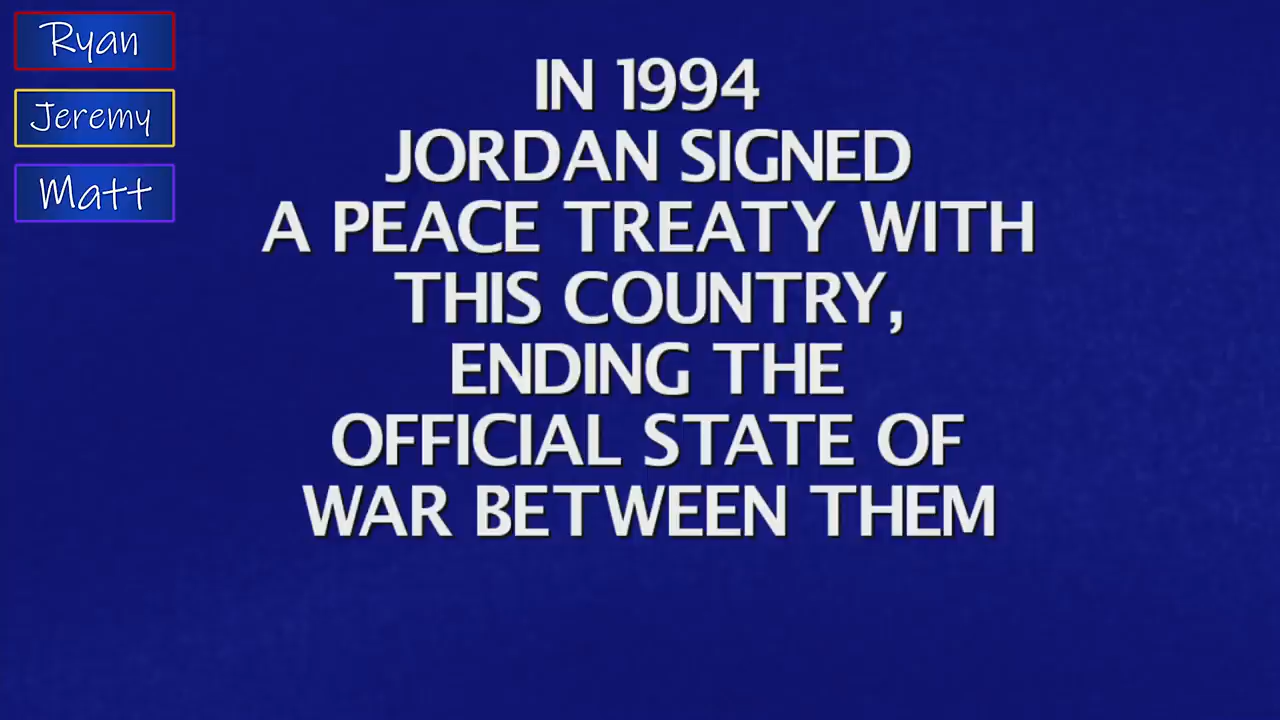 Ryan
Jeremy
Matt
IN 1994
JORDAN SIGNED
A PEACE TREATY WITH
THIS COUNTRY,
ENDING THE
OFFICIAL STATE OF
WAR BETWEEN THEM